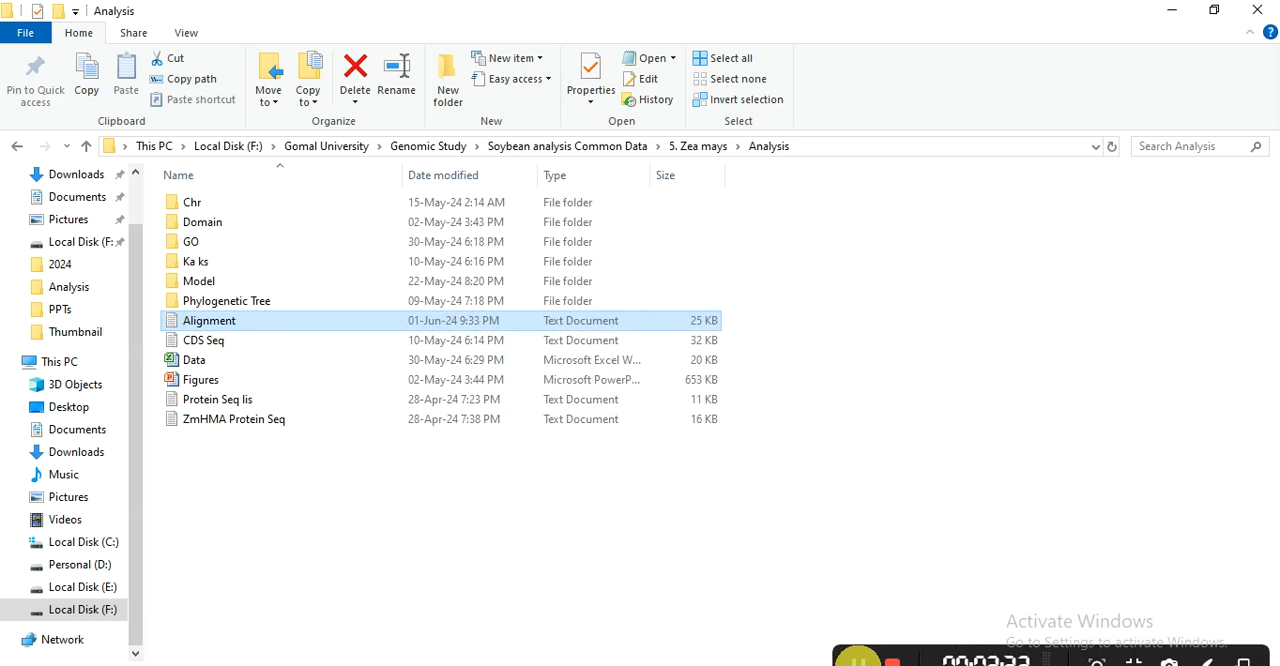 Analysis
File Home Share View
Pin to Quick access
Copy
Paste
Cut
Copy path
Paste shortcut
Clipboard
Move to
Copy to
Delete
Rename
Organize
New folder
New item
Easy access
New
Properties
Open
Edit
History
Open
Select all
Select none
Invert selection
Select
This PC > Local Disk (F:) > Gomal University > Genomic Study > Soybean analysis Common Data > 5. Zea mays > Analysis
Search Analysis
Downloads
Documents
Pictures
Local Disk (F:
2024
Analysis
PPTs
Thumbnail
This PC
3D Objects
Desktop
Documents
Downloads
Music
Pictures
Videos
Local Disk (C:)
Personal (D:)
Local Disk (E:)
Local Disk (F:)
Network
Name Date modified Type Size
Chr 15-May-24 2:14 AM File folder
Domain 02-May-24 3:43 PM File folder
GO 30-May-24 6:18 PM File folder
Ka ks 10-May-24 6:16 PM File folder
Model 22-May-24 8:20 PM File folder
Phylogenetic Tree 09-May-24 7:18 PM File folder
Alignment 01-Jun-24 9:33 PM Text Document 25 KB
CDS Seq 10-May-24 6:14 PM Text Document 32 KB
Data 30-May-24 6:29 PM Microsoft Excel W... 20 KB
Figures 02-May-24 3:44 PM Microsoft PowerP... 653 KB
Protein Seq lis 28-Apr-24 7:23 PM Text Document 11 KB
ZmHMA Protein Seq 28-Apr-24 7:38 PM Text Document 16 KB
Activate Windows
Go to Settings to activate Windows.